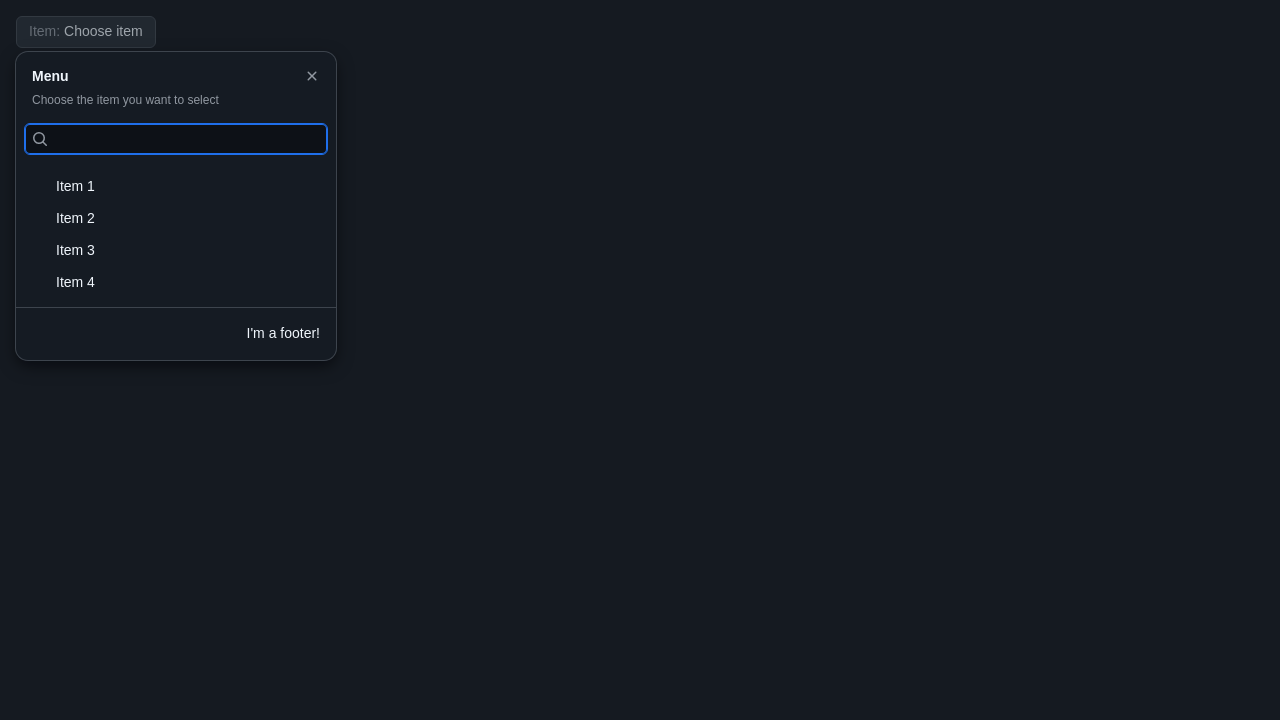 Item: Choose item
Menu
Choose the item you want to select
Item 1
Item 2
Item 3
Item 4
I'm a footer!